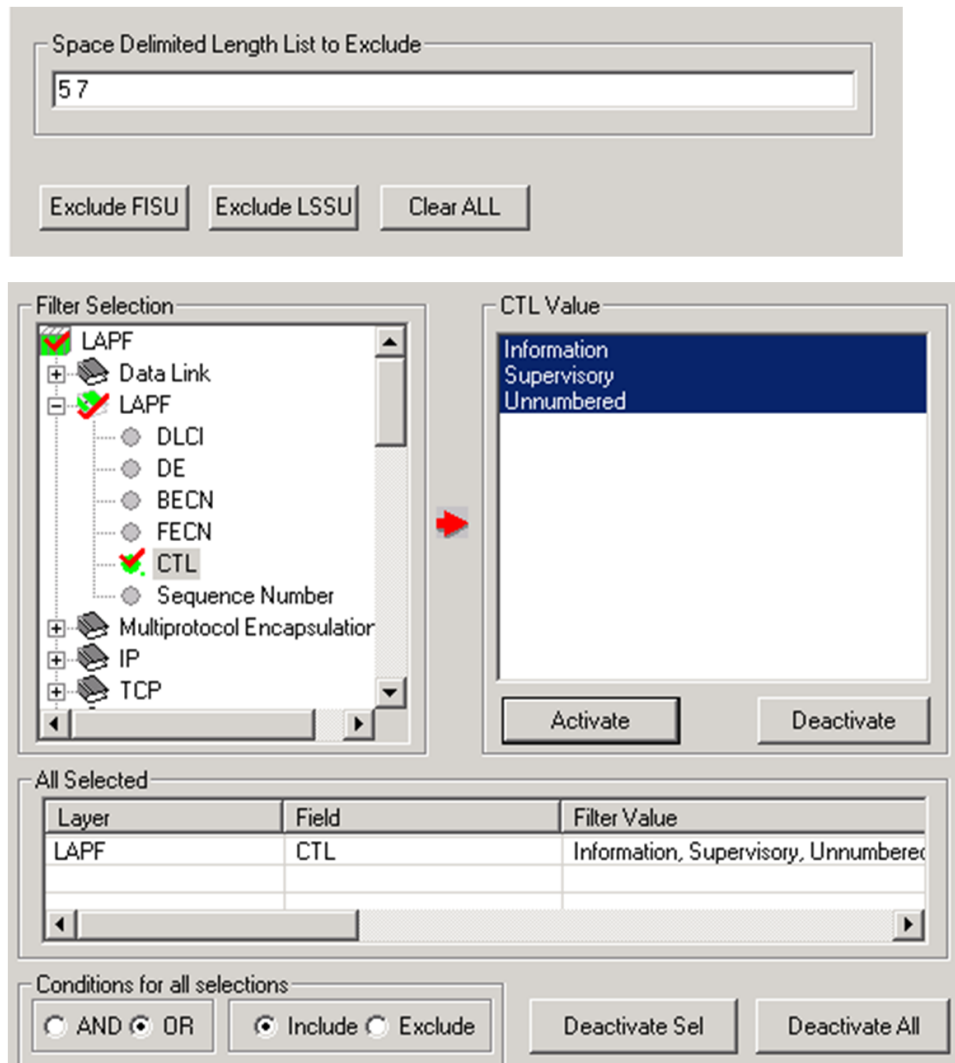 Space Delimited Length List to Exclude
5 7
Exclude FISU Exclude LSSU Clear ALL
Filter Selection
LAPF
Data Link
LAPF
DLCI
DE
BECN
FECN
CTL
Sequence Number
Multiprotocol Encapsulation
IP
TCP
CTL Value
Information
Supervisory
Unnumbered
Activate Deactivate
All Selected
Layer Field Filter Value
LAPF CTL Information, Supervisory, Unnumbered
Conditions for all selections
AND OR Include Exclude Deactivate Sel Deactivate All